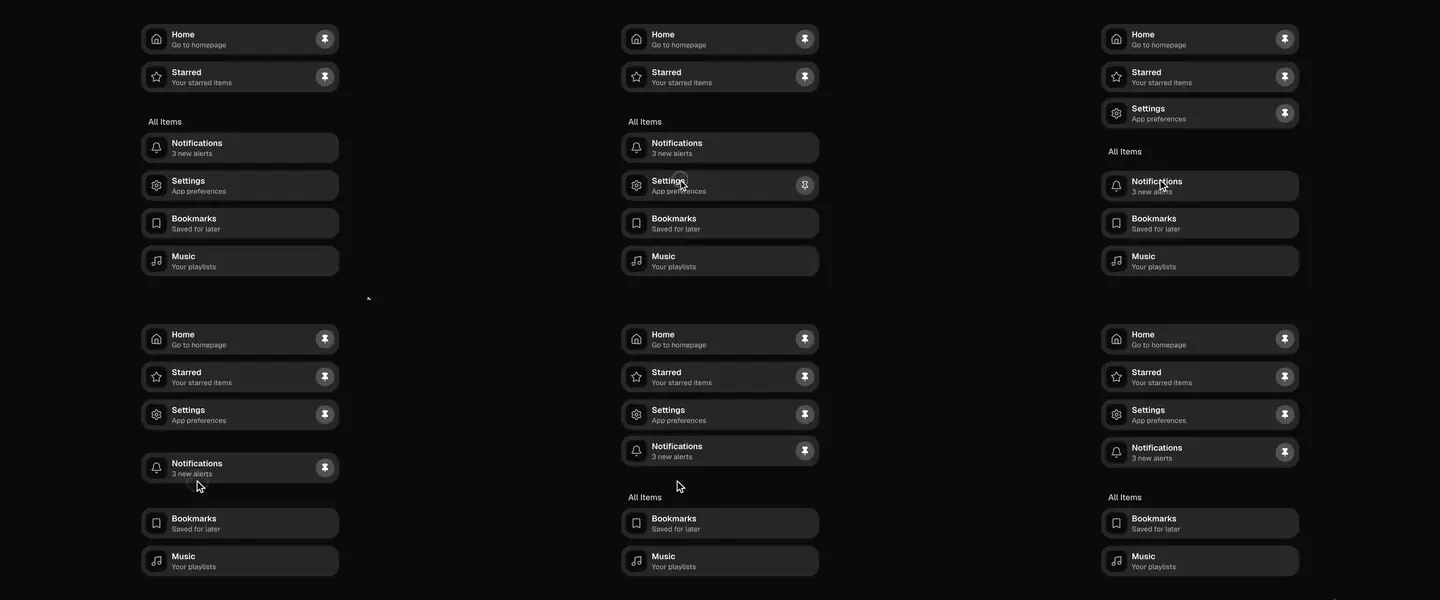 Home
Go to homepage
Starred
Your starred items
All Items
Notifications
3 new alerts
Settings
App preferences
Bookmarks
Saved for later
Music
Your playlists
Home
Go to homepage
Starred
Your starred items
All Items
Notifications
3 new alerts
Settings
App preferences
Bookmarks
Saved for later
Music
Your playlists
Home
Go to homepage
Starred
Your starred items
Settings
App preferences
All Items
Notifications
3 new alerts
Bookmarks
Saved for later
Music
Your playlists
Home
Go to homepage
Starred
Your starred items
Settings
App preferences
Notifications
3 new alerts
Bookmarks
Saved for later
Music
Your playlists
Home
Go to homepage
Starred
Your starred items
Settings
App preferences
Notifications
3 new alerts
All Items
Bookmarks
Saved for later
Music
Your playlists
Home
Go to homepage
Starred
Your starred items
Settings
App preferences
Notifications
3 new alerts
All Items
Bookmarks
Saved for later
Music
Your playlists